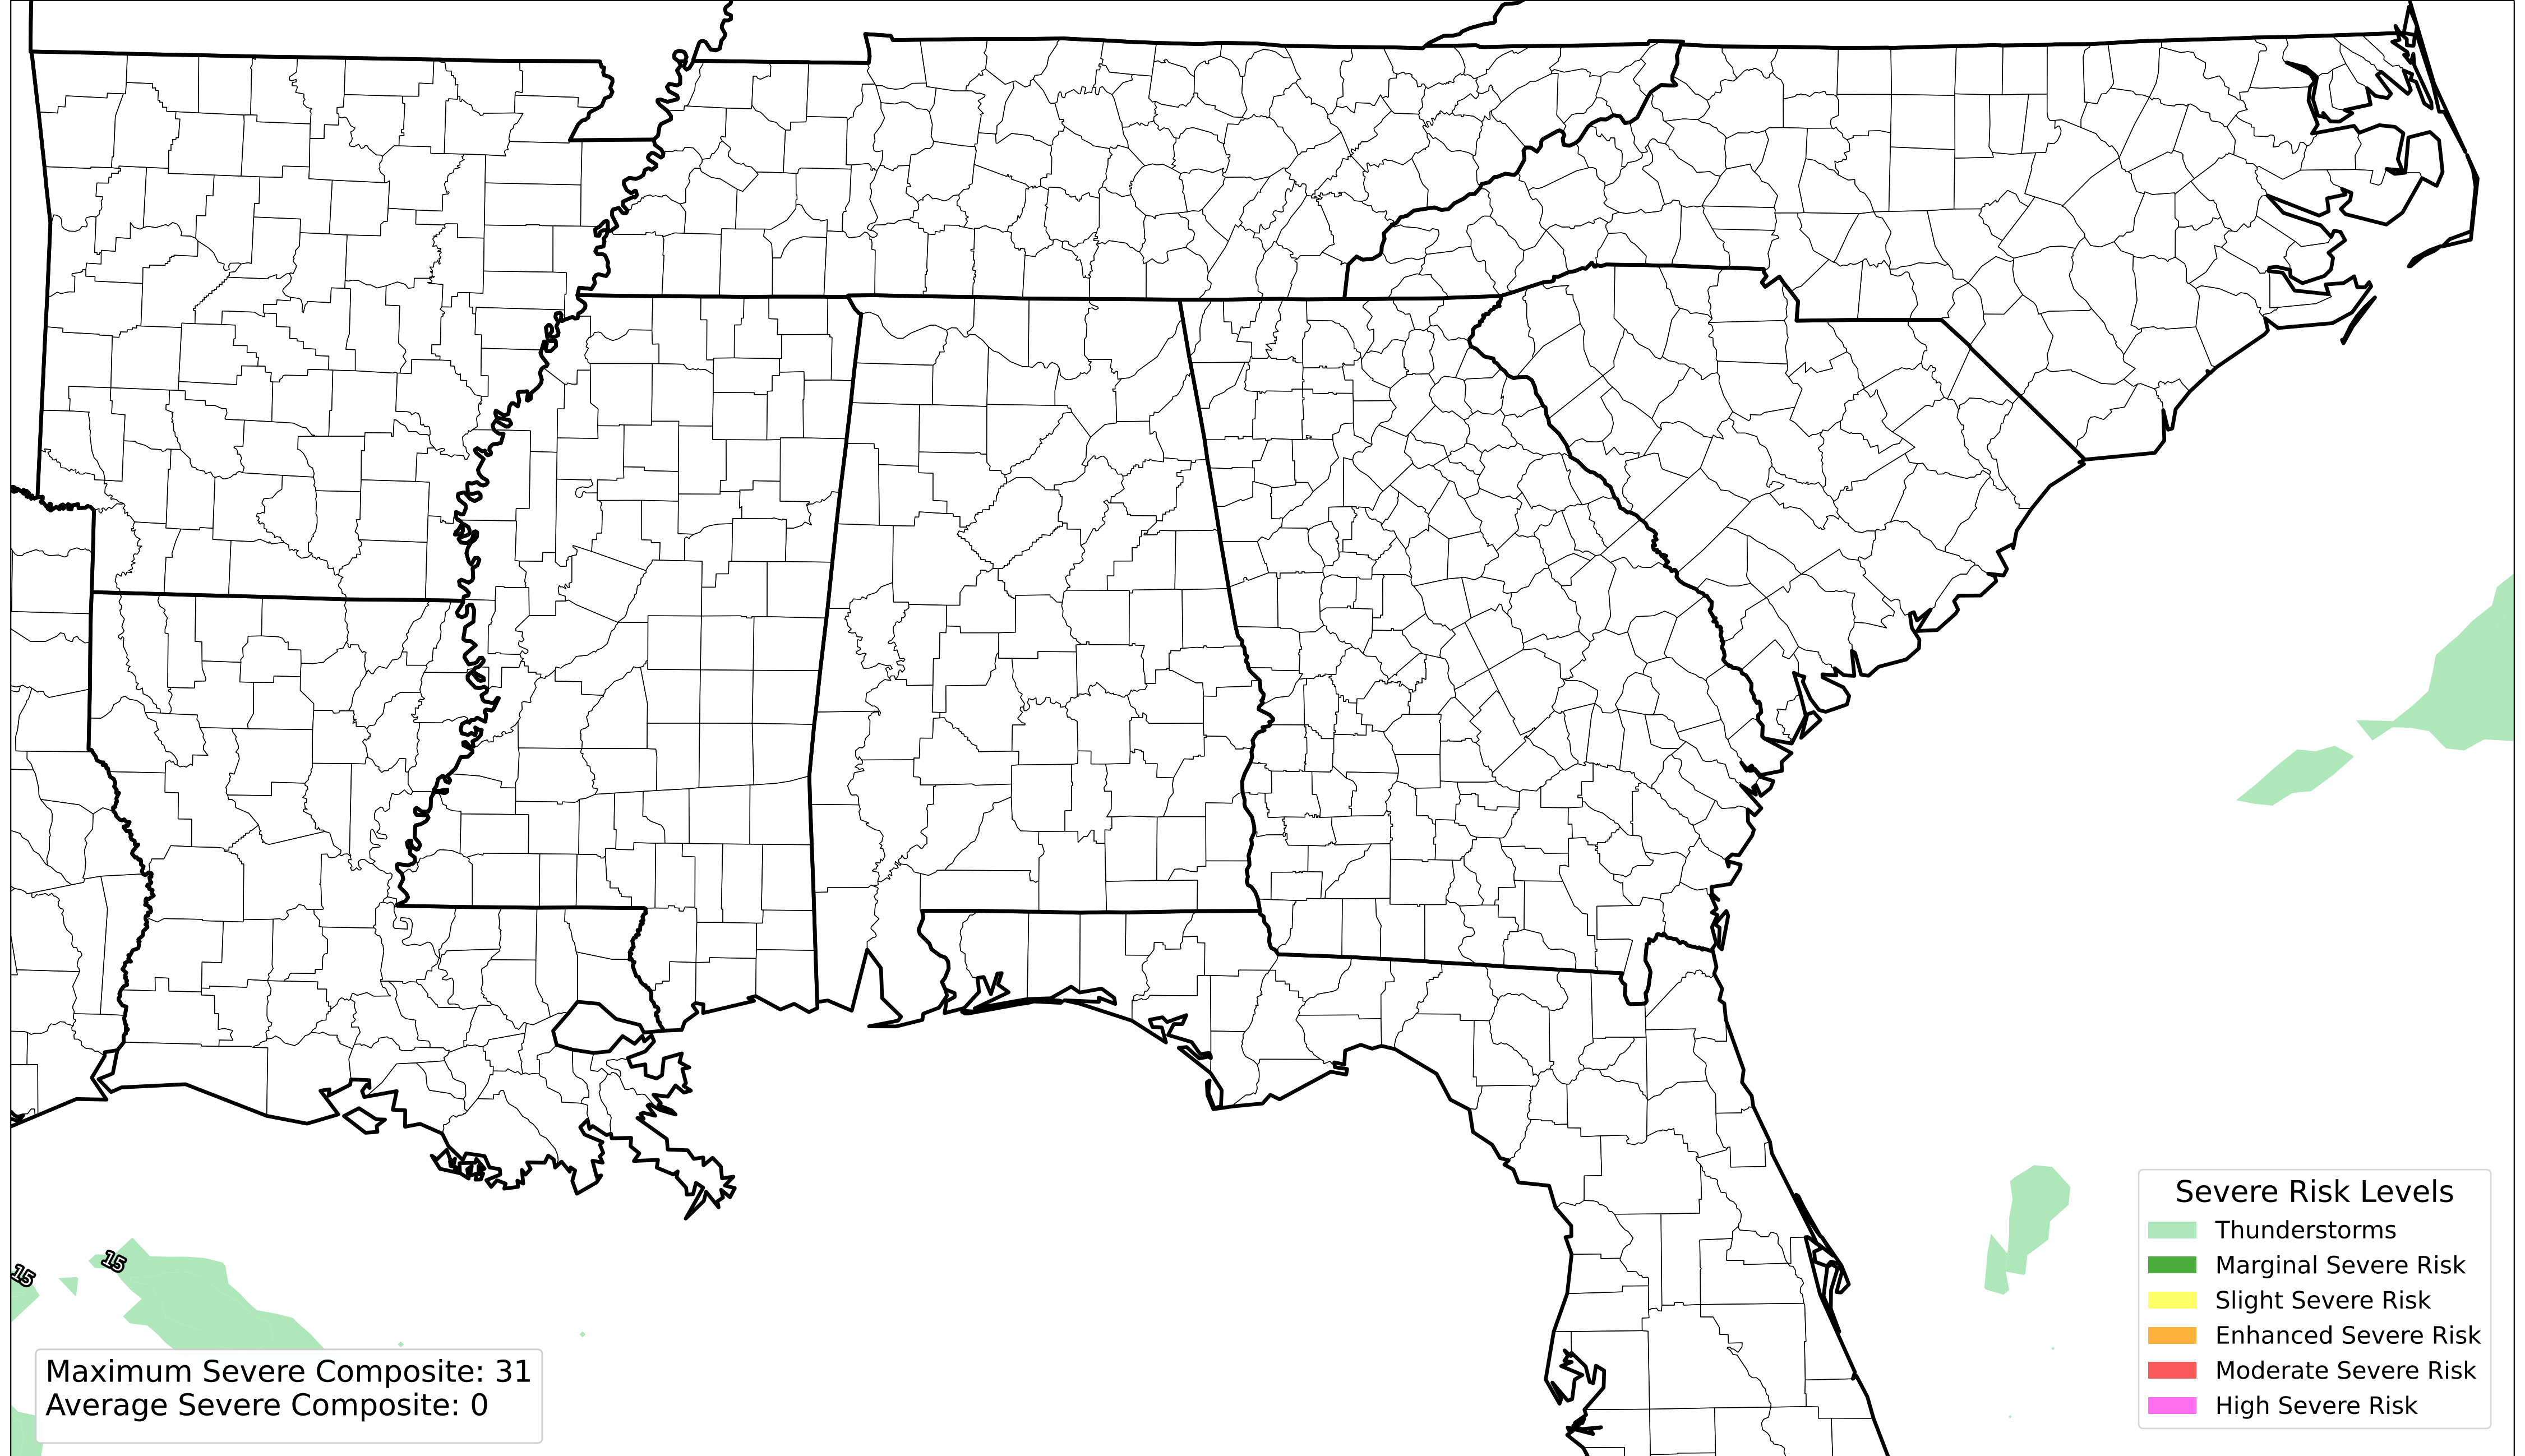 15
15
Maximum Severe Composite: 31
Average Severe Composite: 0
Severe Risk Levels
Thunderstorms
Marginal Severe Risk
Slight Severe Risk
Enhanced Severe Risk
Moderate Severe Risk
High Severe Risk